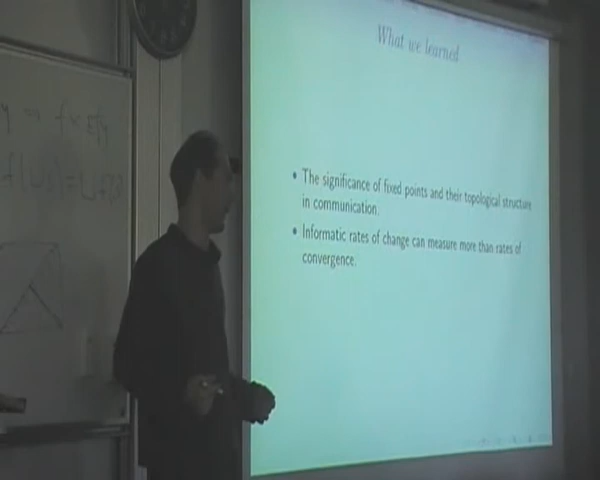 What we learned
• The significance of fixed points and their topological structure
in communication.
• Informatic rates of change can measure more than rates of
convergence.